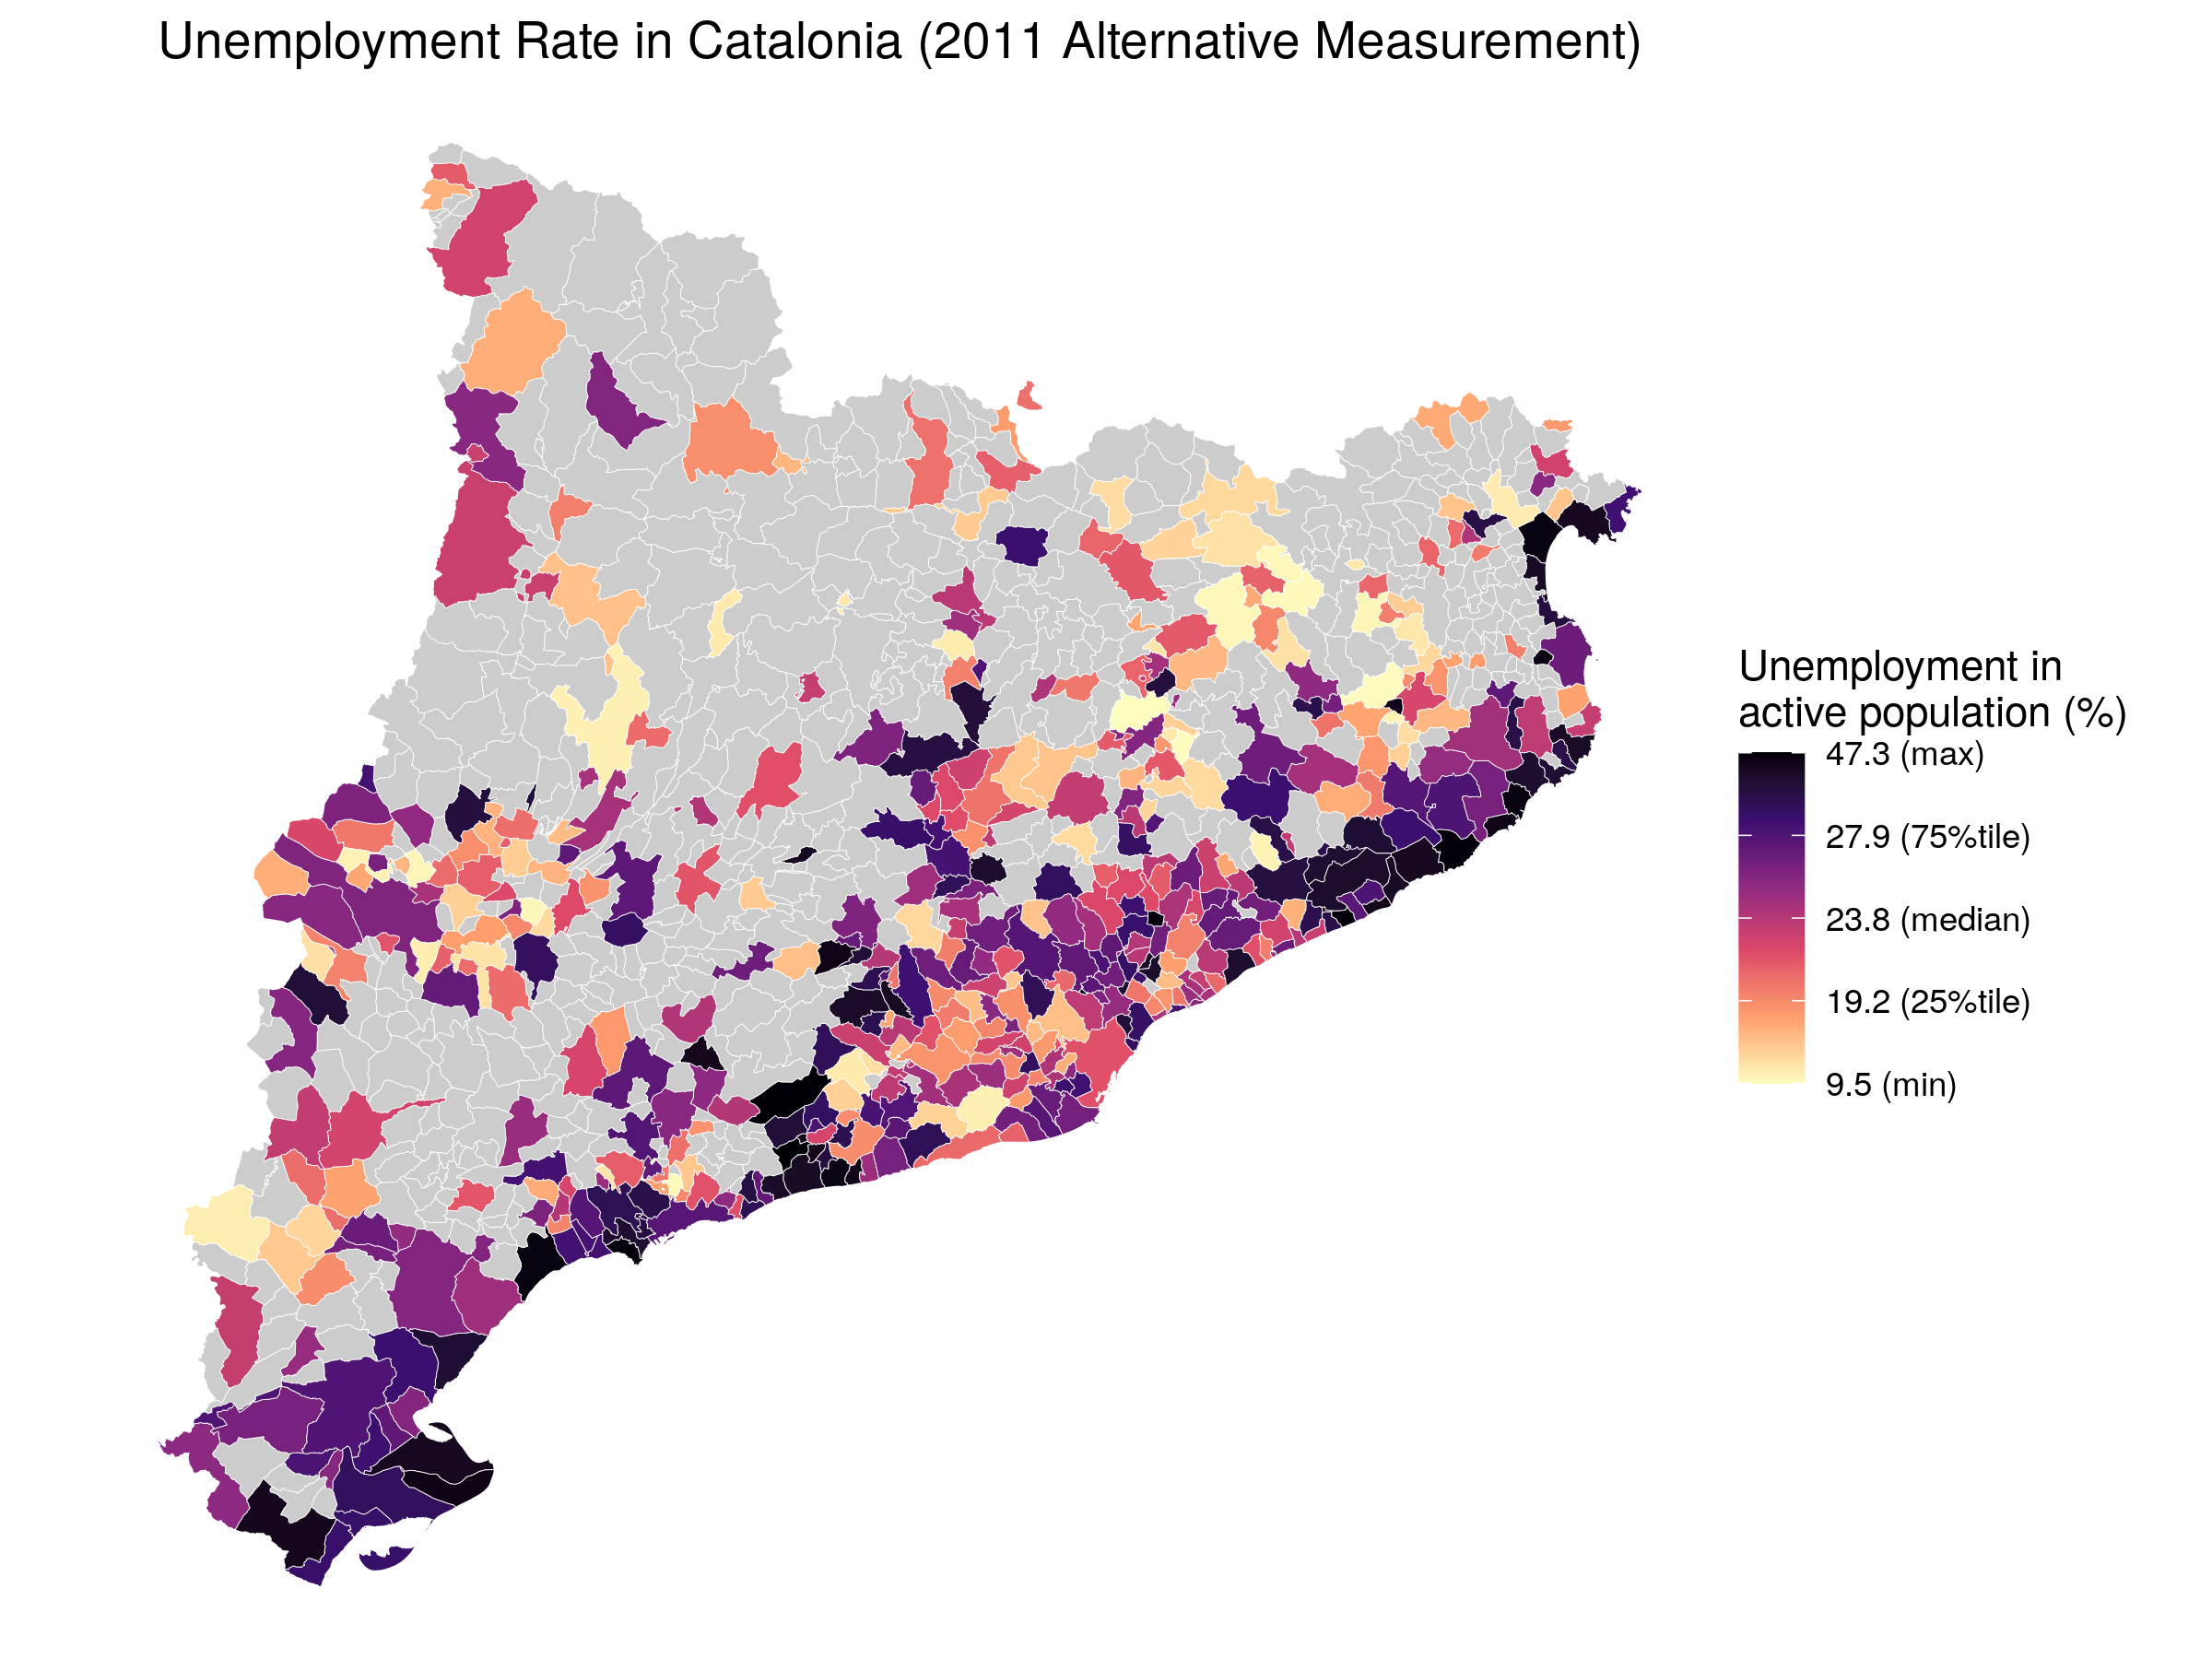 Unemployment Rate in Catalonia (2011 Alternative Measurement)
Unemployment in
active population (%)
47.3 (max)
27.9 (75%tile)
23.8 (median)
19.2 (25%tile)
9.5 (min)